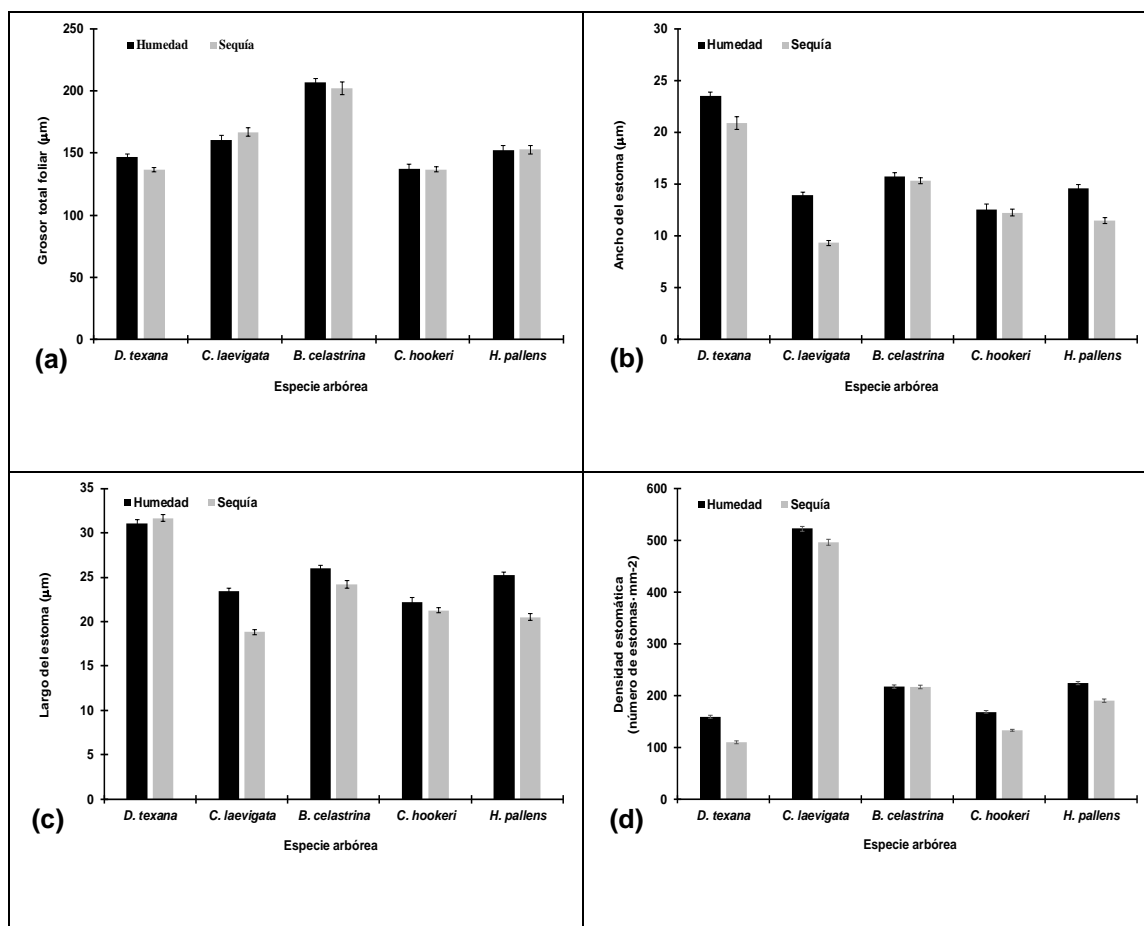 250
200
150
100
50
0
Grosor total foliar (µm)
Humedad Sequía
D. texana C. laevigata B. celastrina C. hookeri H. pallens
Especie arbórea
(a)
30
25
20
15
10
5
0
Ancho del estoma (µm)
Humedad Sequía
D. texana C. laevigata B. celastrina C. hookeri H. pallens
Especie arbórea
(b)
35
30
25
20
15
10
5
0
Largo del estoma (µm)
Humedad Sequía
D. texana C. laevigata B. celastrina C. hookeri H. pallens
Especie arbórea
(c)
600
500
400
300
200
100
0
Densidad estomática
(número de estomas·mm-2)
Humedad Sequía
D. texana C. laevigata B. celastrina C. hookeri H. pallens
Especie arbórea
(d)